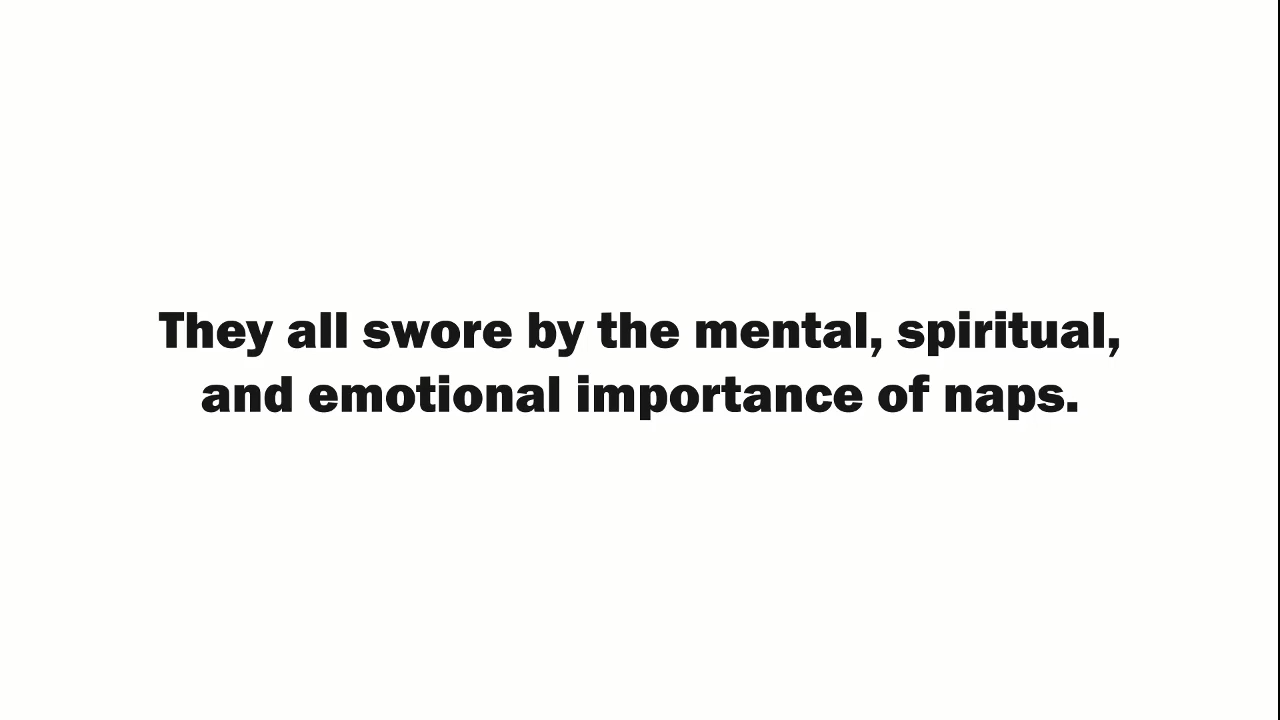 They all swore by the mental, spiritual,
and emotional importance of naps.